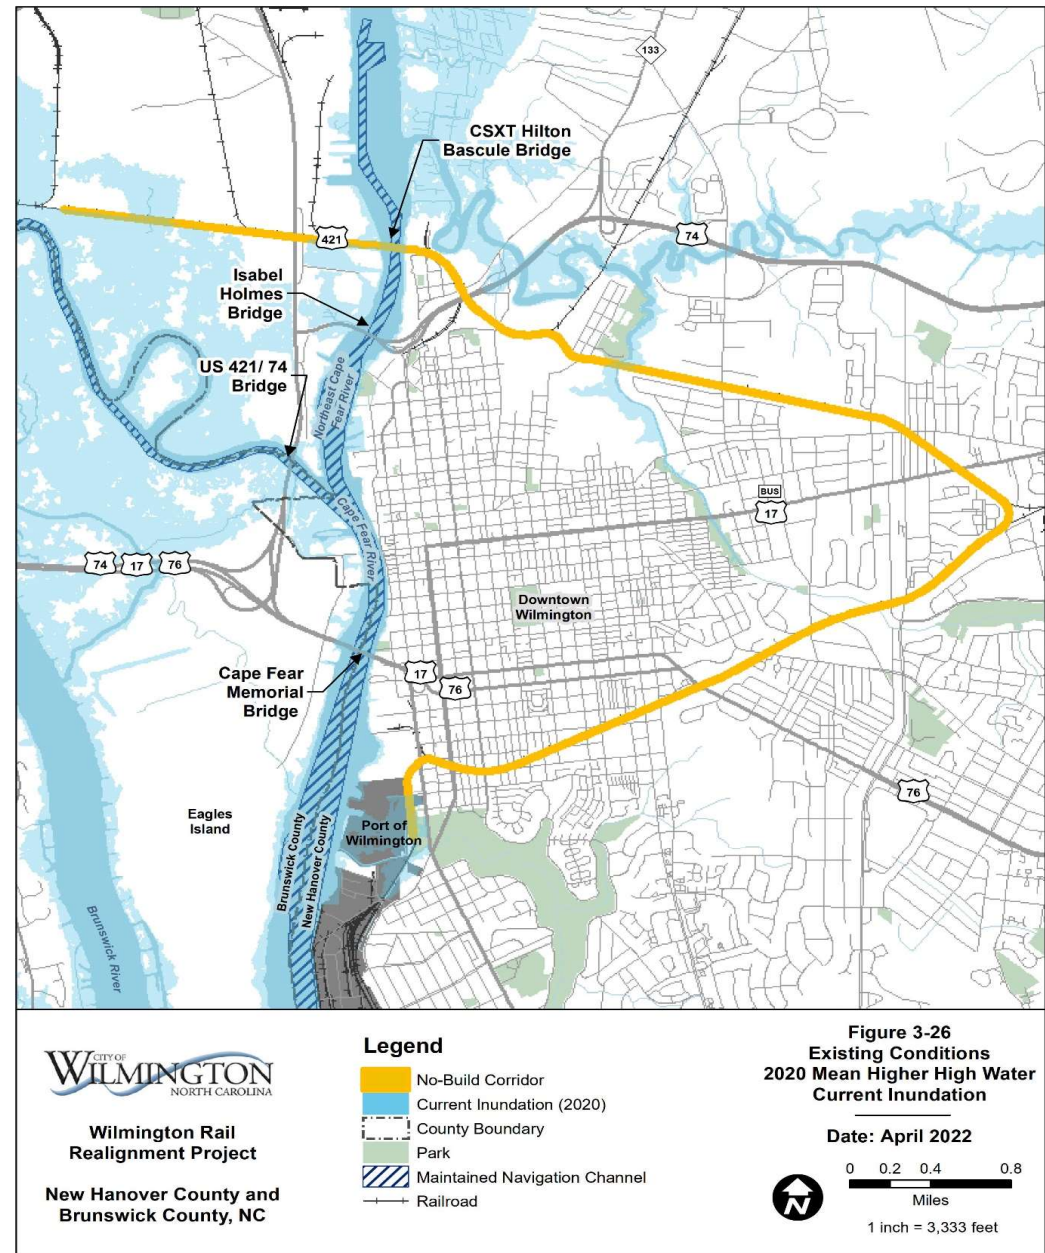 133
CSXT Hilton
Bascule Bridge
421
74
Isabel
Holmes
Bridge
US 421/ 74
Bridge
Northeast Cape
Fear River
BUS
17
Cape Fear River
74
17
76
Downtown
Wilmington
Cape Fear
Memorial
Bridge
17
76
76
Eagles
Island
Port of
Wilmington
Brunswick County
New Hanover County
Brunswick River
CITY OF
WILMINGTON
NORTH CAROLINA
Wilmington Rail
Realignment Project
New Hanover County and
Brunswick County, NC
Legend
No-Build Corridor
Current Inundation (2020)
County Boundary
Park
Maintained Navigation Channel
Railroad
Figure 3-26
Existing Conditions
2020 Mean Higher High Water
Current Inundation
Date: April 2022
N
0 0.2 0.4 0.8
Miles
1 inch = 3,333 feet